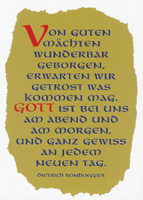 VON GUTEN
MÄCHTEN
WUNDERBAR
GEBORGEN,
ERWARTEN WIR
GETROST WAS
KOMMEN MAG.
GOTT IST BEI UNS
AM ABEND UND
AM MORGEN,
UND GANZ GEWISS
AN JEDEM
NEUEN TAG.
DIETRICH BONHOEFFER